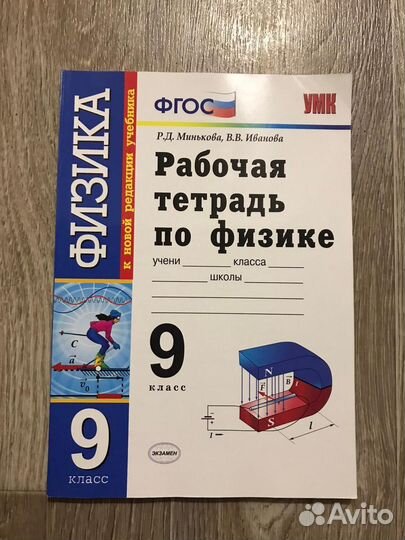 ФГОС
УМК
Р.Д. Минькова, В.В. Иванова
Рабочая
тетрадь
по физике
учени класса
школы
9
класс
ФИЗИКА
к новой редакции учебника
C
a
v₀
9
класс
N
S
F
B
I
I
l
ЭКЗАМЕН
Avito